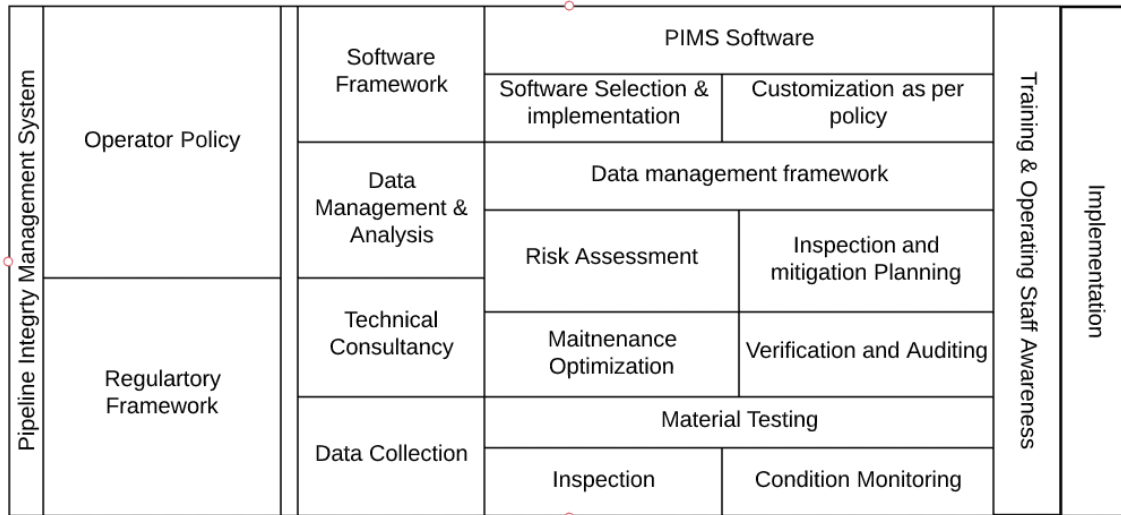 Pipeline Integrty Management System
Operator Policy
Regulartory
Framework
Software
Framework
Data
Management &
Analysis
Technical
Consultancy
Data Collection
PIMS Software
Software Selection &
implementation
Customization as per
policy
Data management framework
Risk Assessment
Inspection and
mitigation Planning
Maitnenance
Optimization
Verification and Auditing
Material Testing
Inspection
Condition Monitoring
Training & Operating Staff Awareness
Implementation